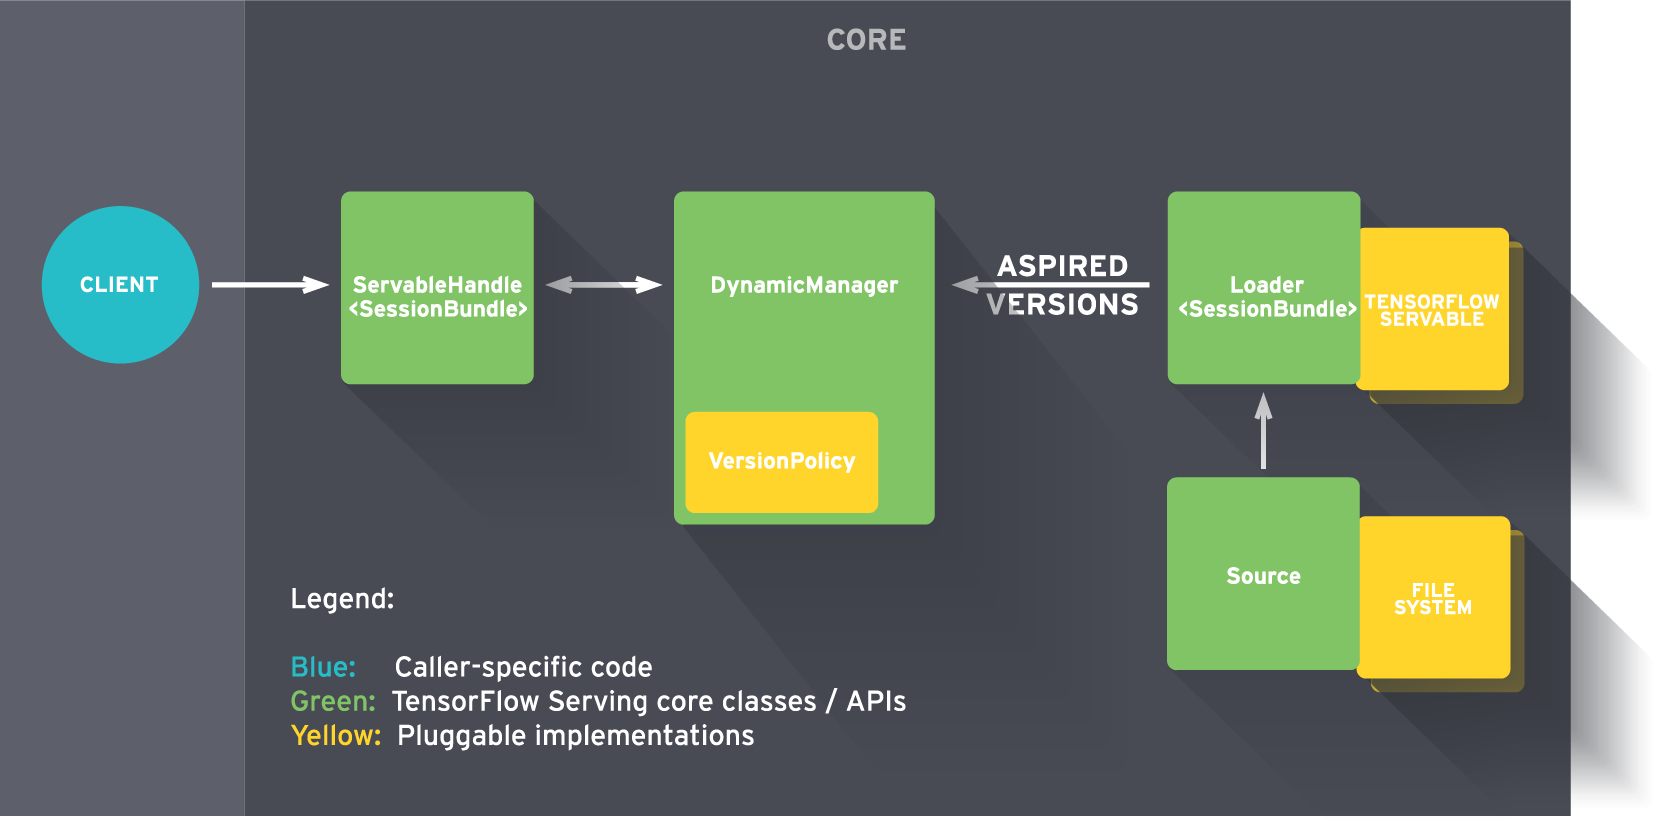 CORE
CLIENT
ServableHandle
<SessionBundle>
DynamicManager
VersionPolicy
ASPIRED
VERSIONS
Loader
<SessionBundle>
TENSORFLOW
SERVABLE
Source
FILE
SYSTEM
Legend:
Blue: Caller-specific code
Green: TensorFlow Serving core classes / APIs
Yellow: Pluggable implementations